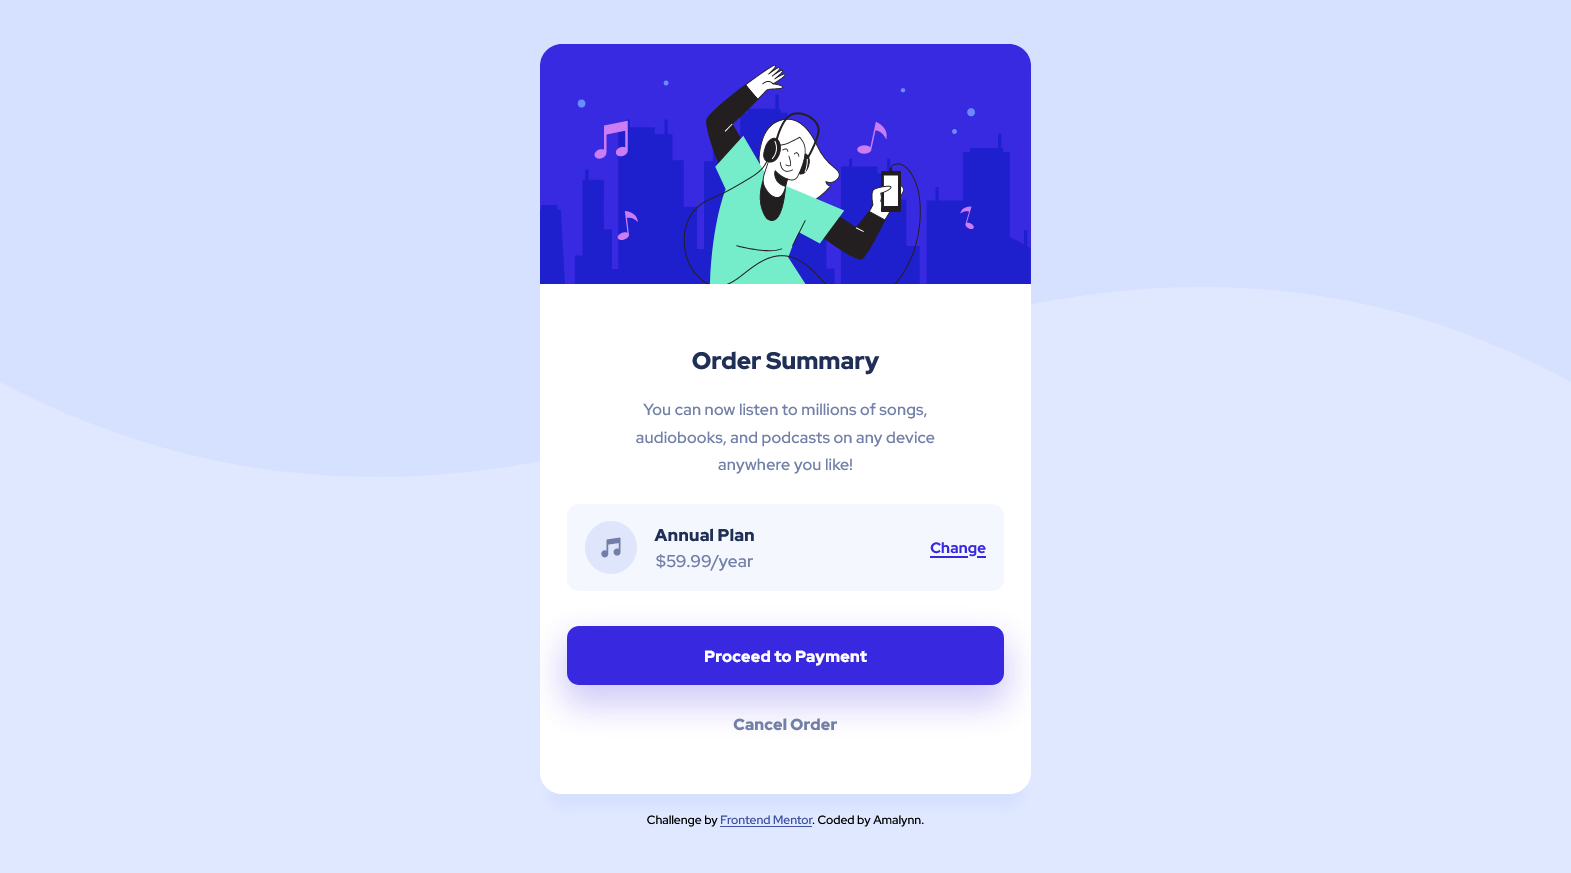 Order Summary
You can now listen to millions of songs,
audiobooks, and podcasts on any device
anywhere you like!
Annual Plan
$59.99/year
Change
Proceed to Payment
Cancel Order
Challenge by Frontend Mentor. Coded by Amalynn.